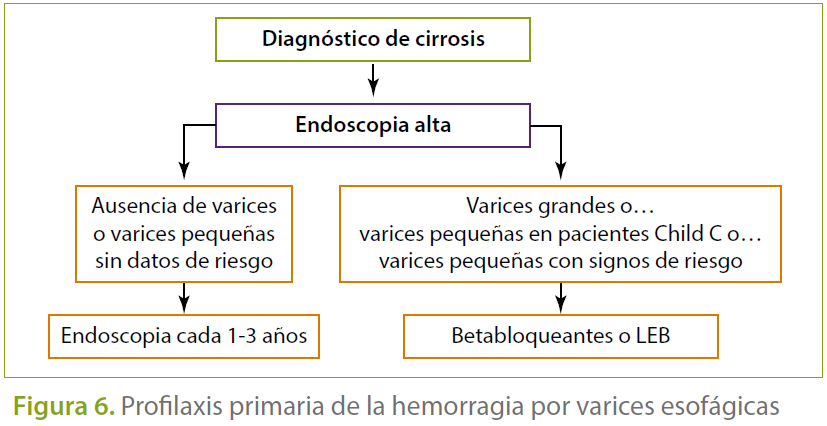 Diagnóstico de cirrosis
Endoscopia alta
Ausencia de varices
o varices pequeñas
sin datos de riesgo
Varices grandes o…
varices pequeñas en pacientes Child C o…
varices pequeñas con signos de riesgo
Endoscopia cada 1-3 años
Betabloqueantes o LEB
Figura 6. Profilaxis primaria de la hemorragia por varices esofágicas